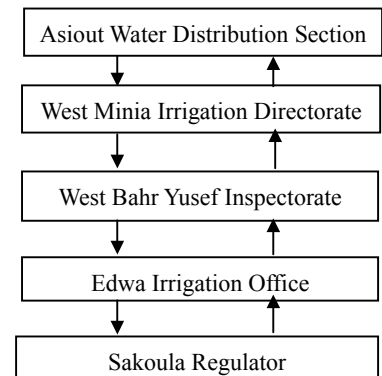 Asiout Water Distribution Section
West Minia Irrigation Directorate
West Bahr Yusef Inspectorate
Edwa Irrigation Office
Sakoula Regulator